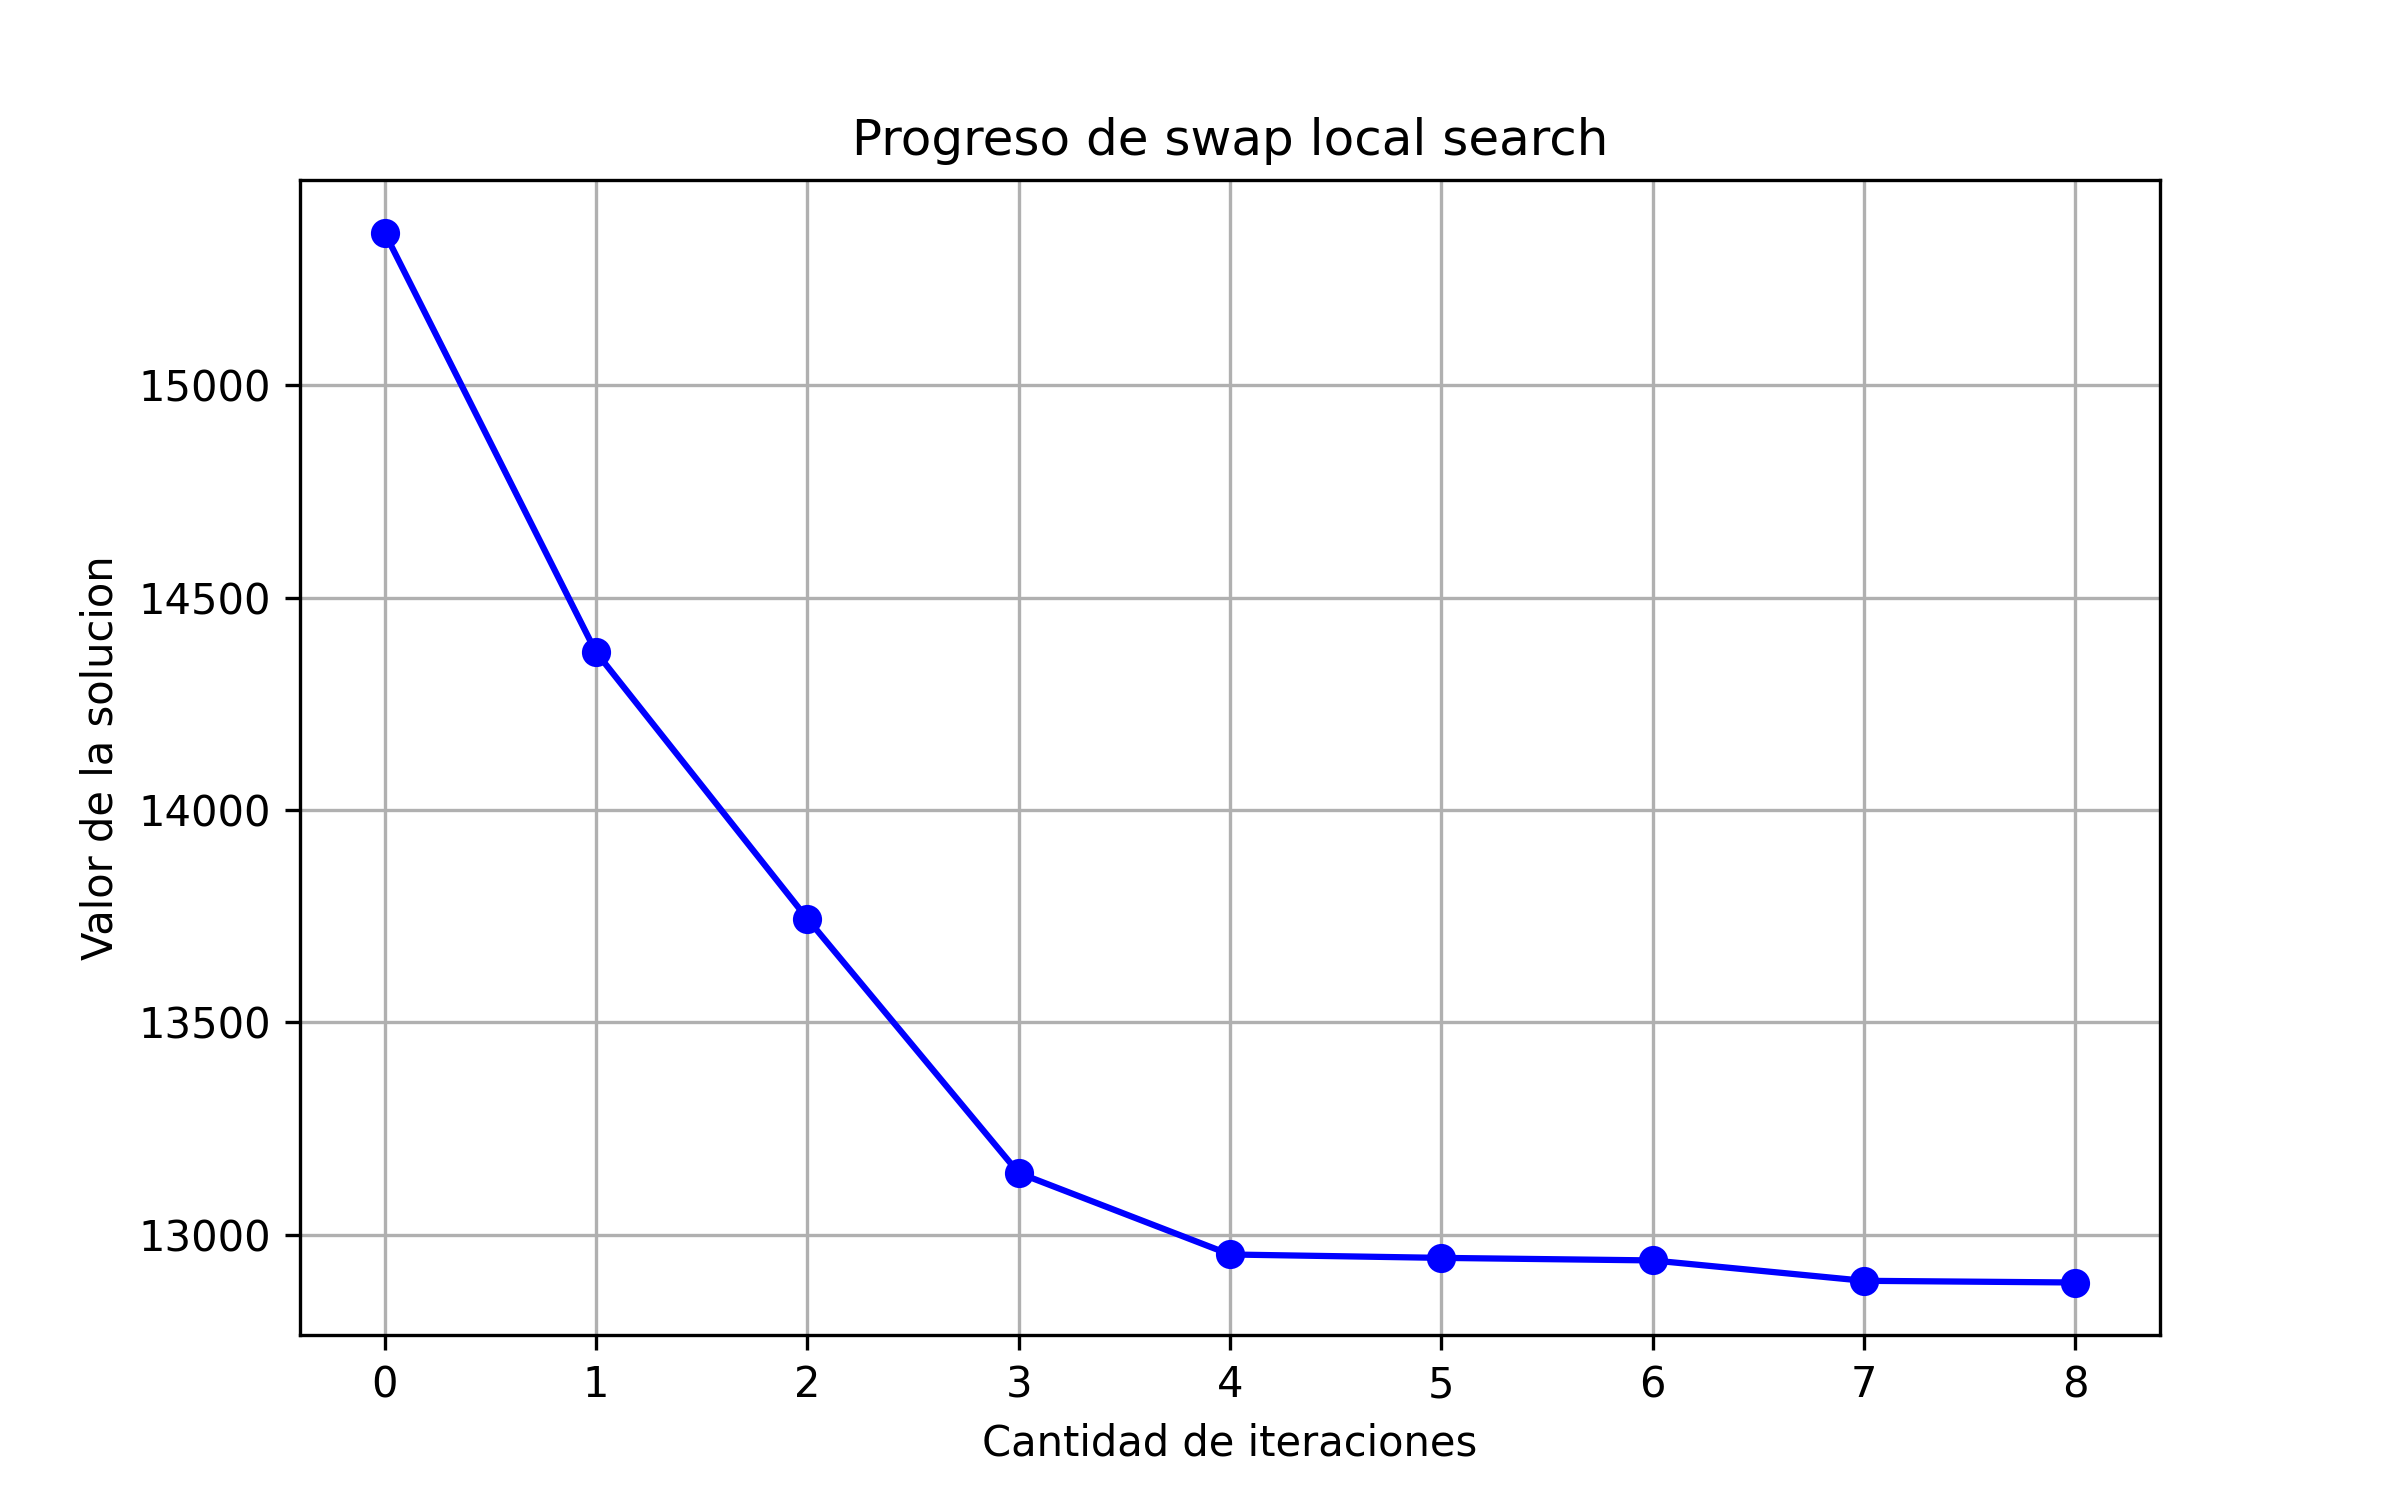 Progreso de swap local search
Valor de la solucion
15000
14500
14000
13500
13000
0 1 2 3 4 5 6 7 8
Cantidad de iteraciones